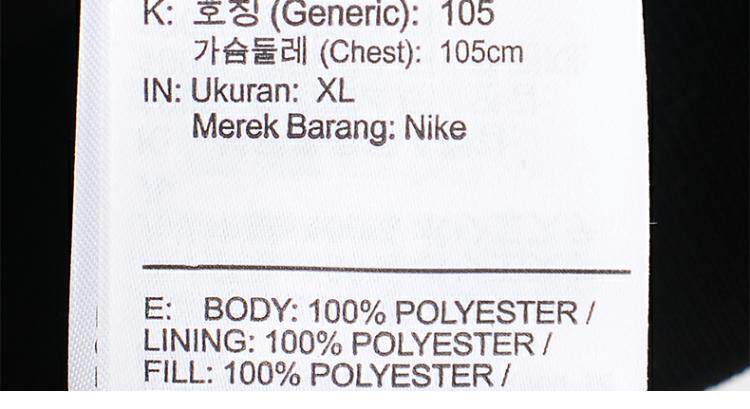 K: 호칭 (Generic): 105
가슴둘레 (Chest): 105cm
IN: Ukuran: XL
Merek Barang: Nike
E: BODY: 100% POLYESTER /
LINING: 100% POLYESTER /
FILL: 100% POLYESTER /